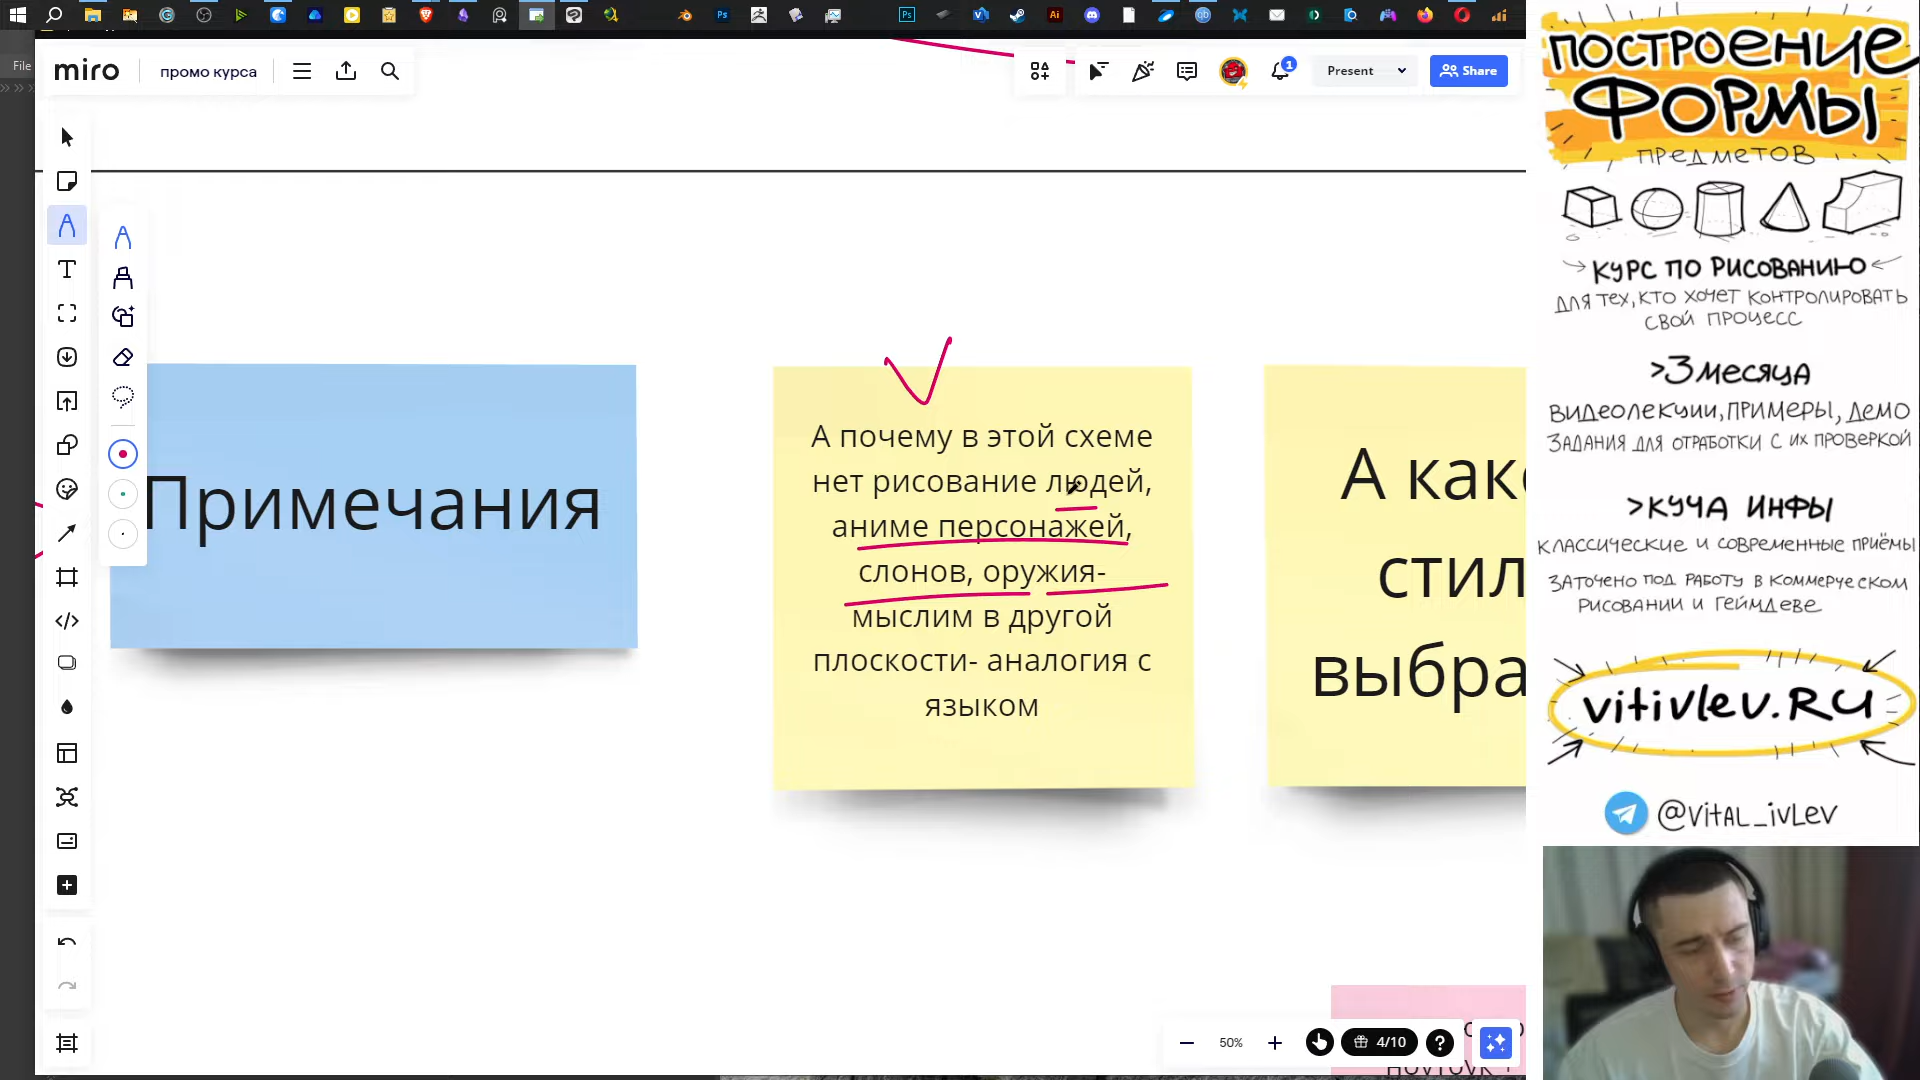 File
miro
промо курса
1
Present
Share
Примечания
А почему в этой схеме
нет рисование людей,
аниме персонажей,
слонов, оружия-
мыслим в другой
плоскости- аналогия с
языком
А как
стил
выбра
50%
4/10
ПОСТРОЕНИЕ
ФОРМЫ
ПРЕДМЕТОВ
КУРС ПО РИСОВАНИЮ
ДЛЯ ТЕХ, КТО ХОЧЕТ КОНТРОЛИРОВАТЬ
СВОЙ ПРОЦЕСС
>3 месяца
ВИДЕОЛЕКЦИИ, ПРИМЕРЫ, ДЕМО
ЗАДАНИЯ ДЛЯ ОТРАБОТКИ С ИХ ПРОВЕРКОЙ
>КУЧА ИНФЫ
КЛАССИЧЕСКИЕ И СОВРЕМЕННЫЕ ПРИЁМЫ
ЗАТОЧЕНО ПОД РАБОТУ В КОММЕРЧЕСКОМ
РИСОВАНИИ И ГЕЙМДЕВЕ
vitivlev.RU
@VITAL_IVLEV